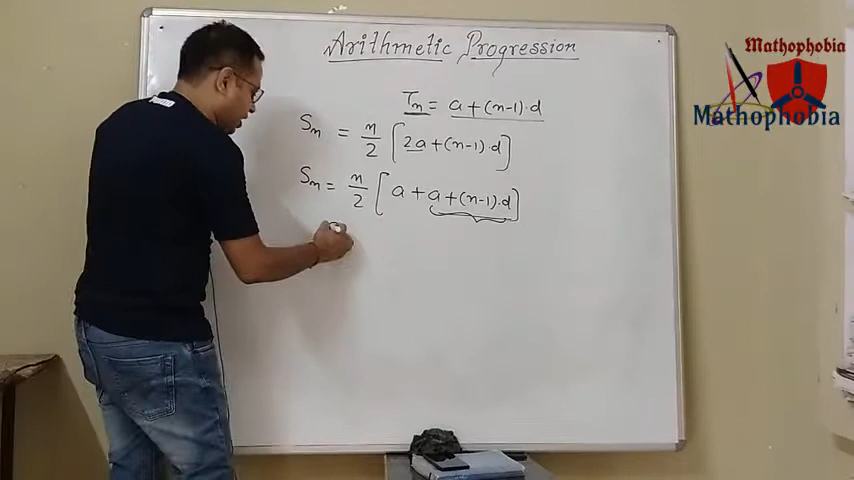 Arithmetic Progression
Tn = a + (n-1)·d
Sn = n/2 [2a + (n-1)·d]
Sn = n/2 [a + a + (n-1)·d]
Mathophobia
Mathophobia